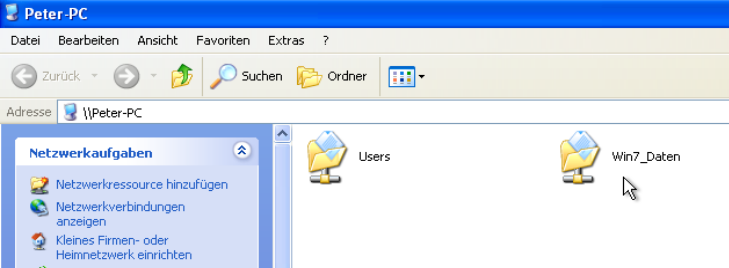 Peter-PC
Datei Bearbeiten Ansicht Favoriten Extras ?
Zurück Suchen Ordner
Adresse \\Peter-PC
Netzwerkaufgaben
Netzwerkressource hinzufügen
Netzwerkverbindungen
anzeigen
Kleines Firmen- oder
Heimnetzwerk einrichten
Users
Win7_Daten